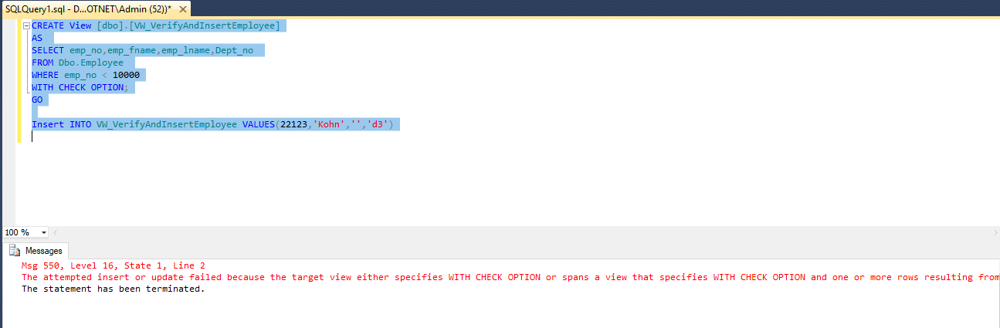 SQLQuery1.sql - D...OTNET\Admin (52))*
CREATE View [dbo].[VW_VerifyAndInsertEmployee]
AS
SELECT emp_no,emp_fname,emp_lname,Dept_no
FROM Dbo.Employee
WHERE emp_no < 10000
WITH CHECK OPTION;
GO
Insert INTO VW_VerifyAndInsertEmployee VALUES(22123,'Kohn','','d3')
100 %
Messages
Msg 550, Level 16, State 1, Line 2
The attempted insert or update failed because the target view either specifies WITH CHECK OPTION or spans a view that specifies WITH CHECK OPTION and one or more rows resulting from
The statement has been terminated.